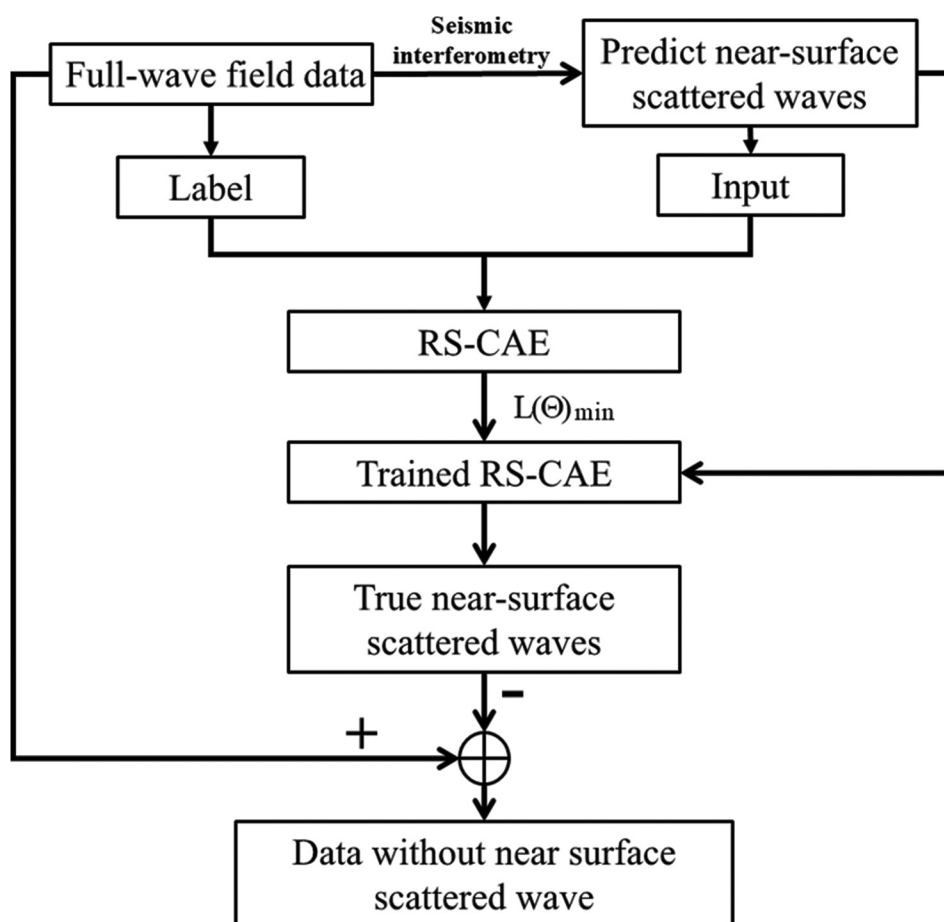 Seismic
interferometry
Full-wave field data
Predict near-surface
scattered waves
Label
Input
RS-CAE
L(Θ)min
Trained RS-CAE
True near-surface
scattered waves
-
+
Data without near surface
scattered wave